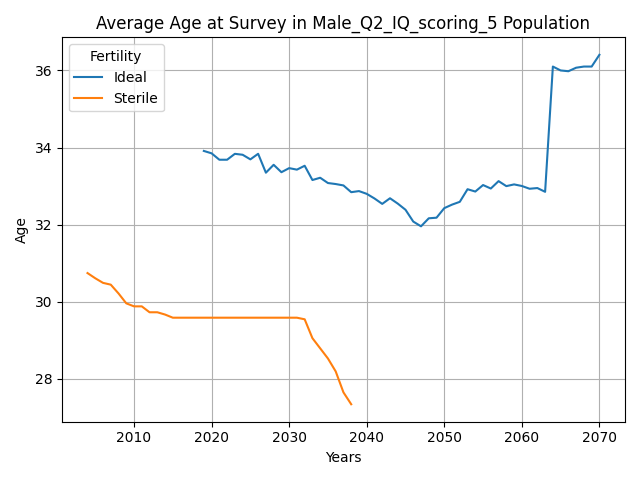 Average Age at Survey in Male_Q2_IQ_scoring_5 Population
Fertility
Ideal
Sterile
36
34
32
30
28
Age
2010 2020 2030 2040 2050 2060 2070
Years